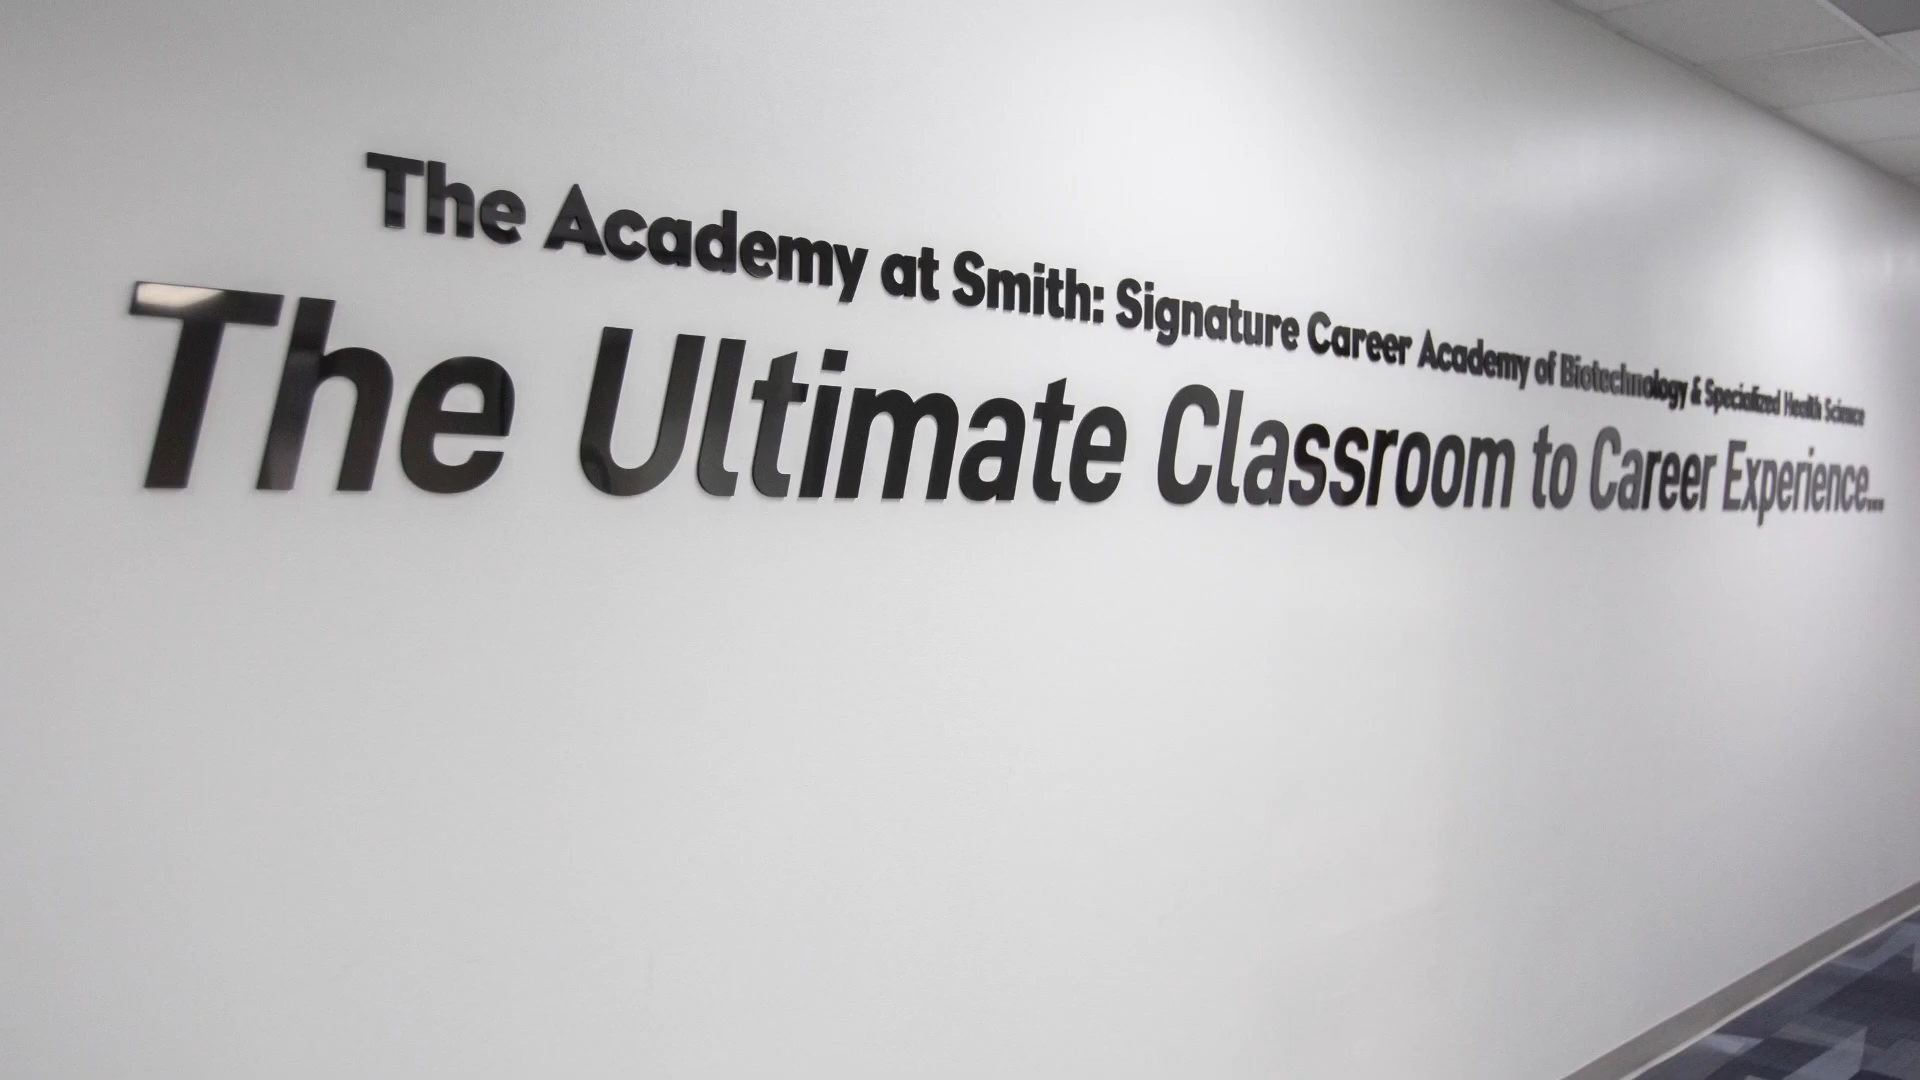 The Academy at Smith: Signature Career Academy of Biotechnology & Specialized Health Science
The Ultimate Classroom to Career Experience...